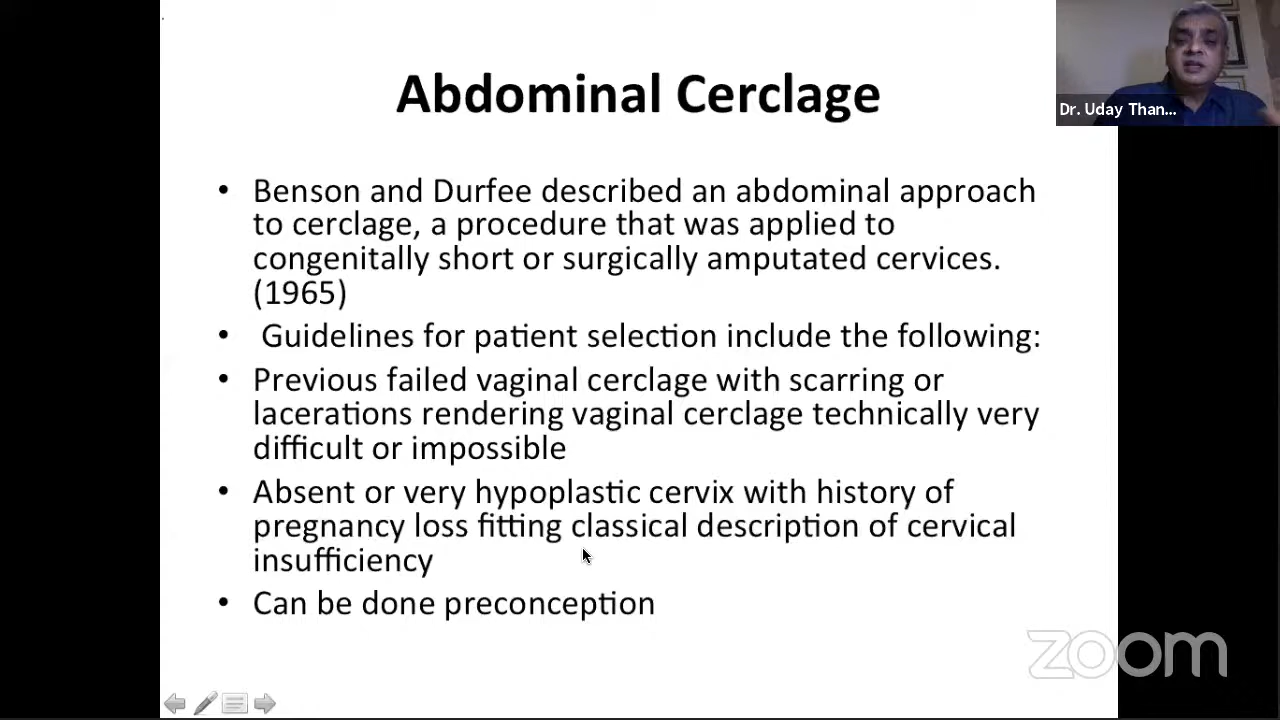 Abdominal Cerclage
Dr. Uday Than...
• Benson and Durfee described an abdominal approach
to cerclage, a procedure that was applied to
congenitally short or surgically amputated cervices.
(1965)
• Guidelines for patient selection include the following:
• Previous failed vaginal cerclage with scarring or
lacerations rendering vaginal cerclage technically very
difficult or impossible
• Absent or very hypoplastic cervix with history of
pregnancy loss fitting classical description of cervical
insufficiency
• Can be done preconception
zoom